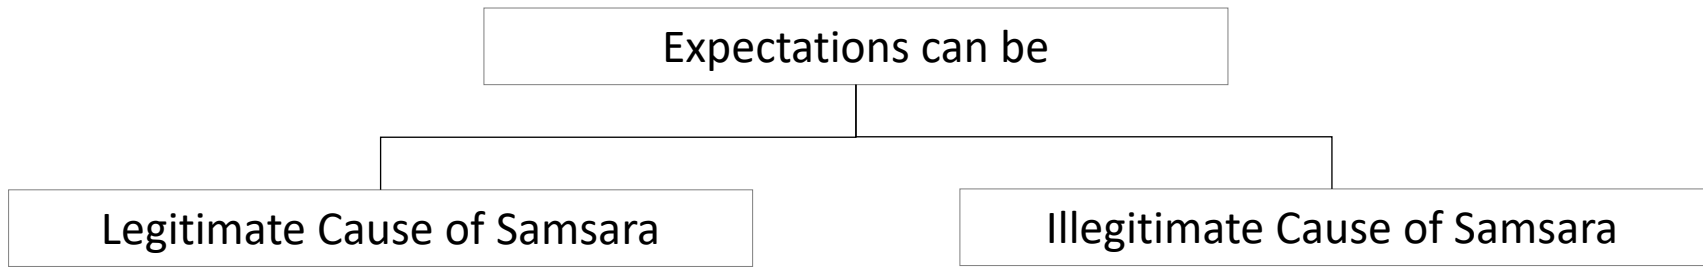 Expectations can be
Legitimate Cause of Samsara
Illegitimate Cause of Samsara